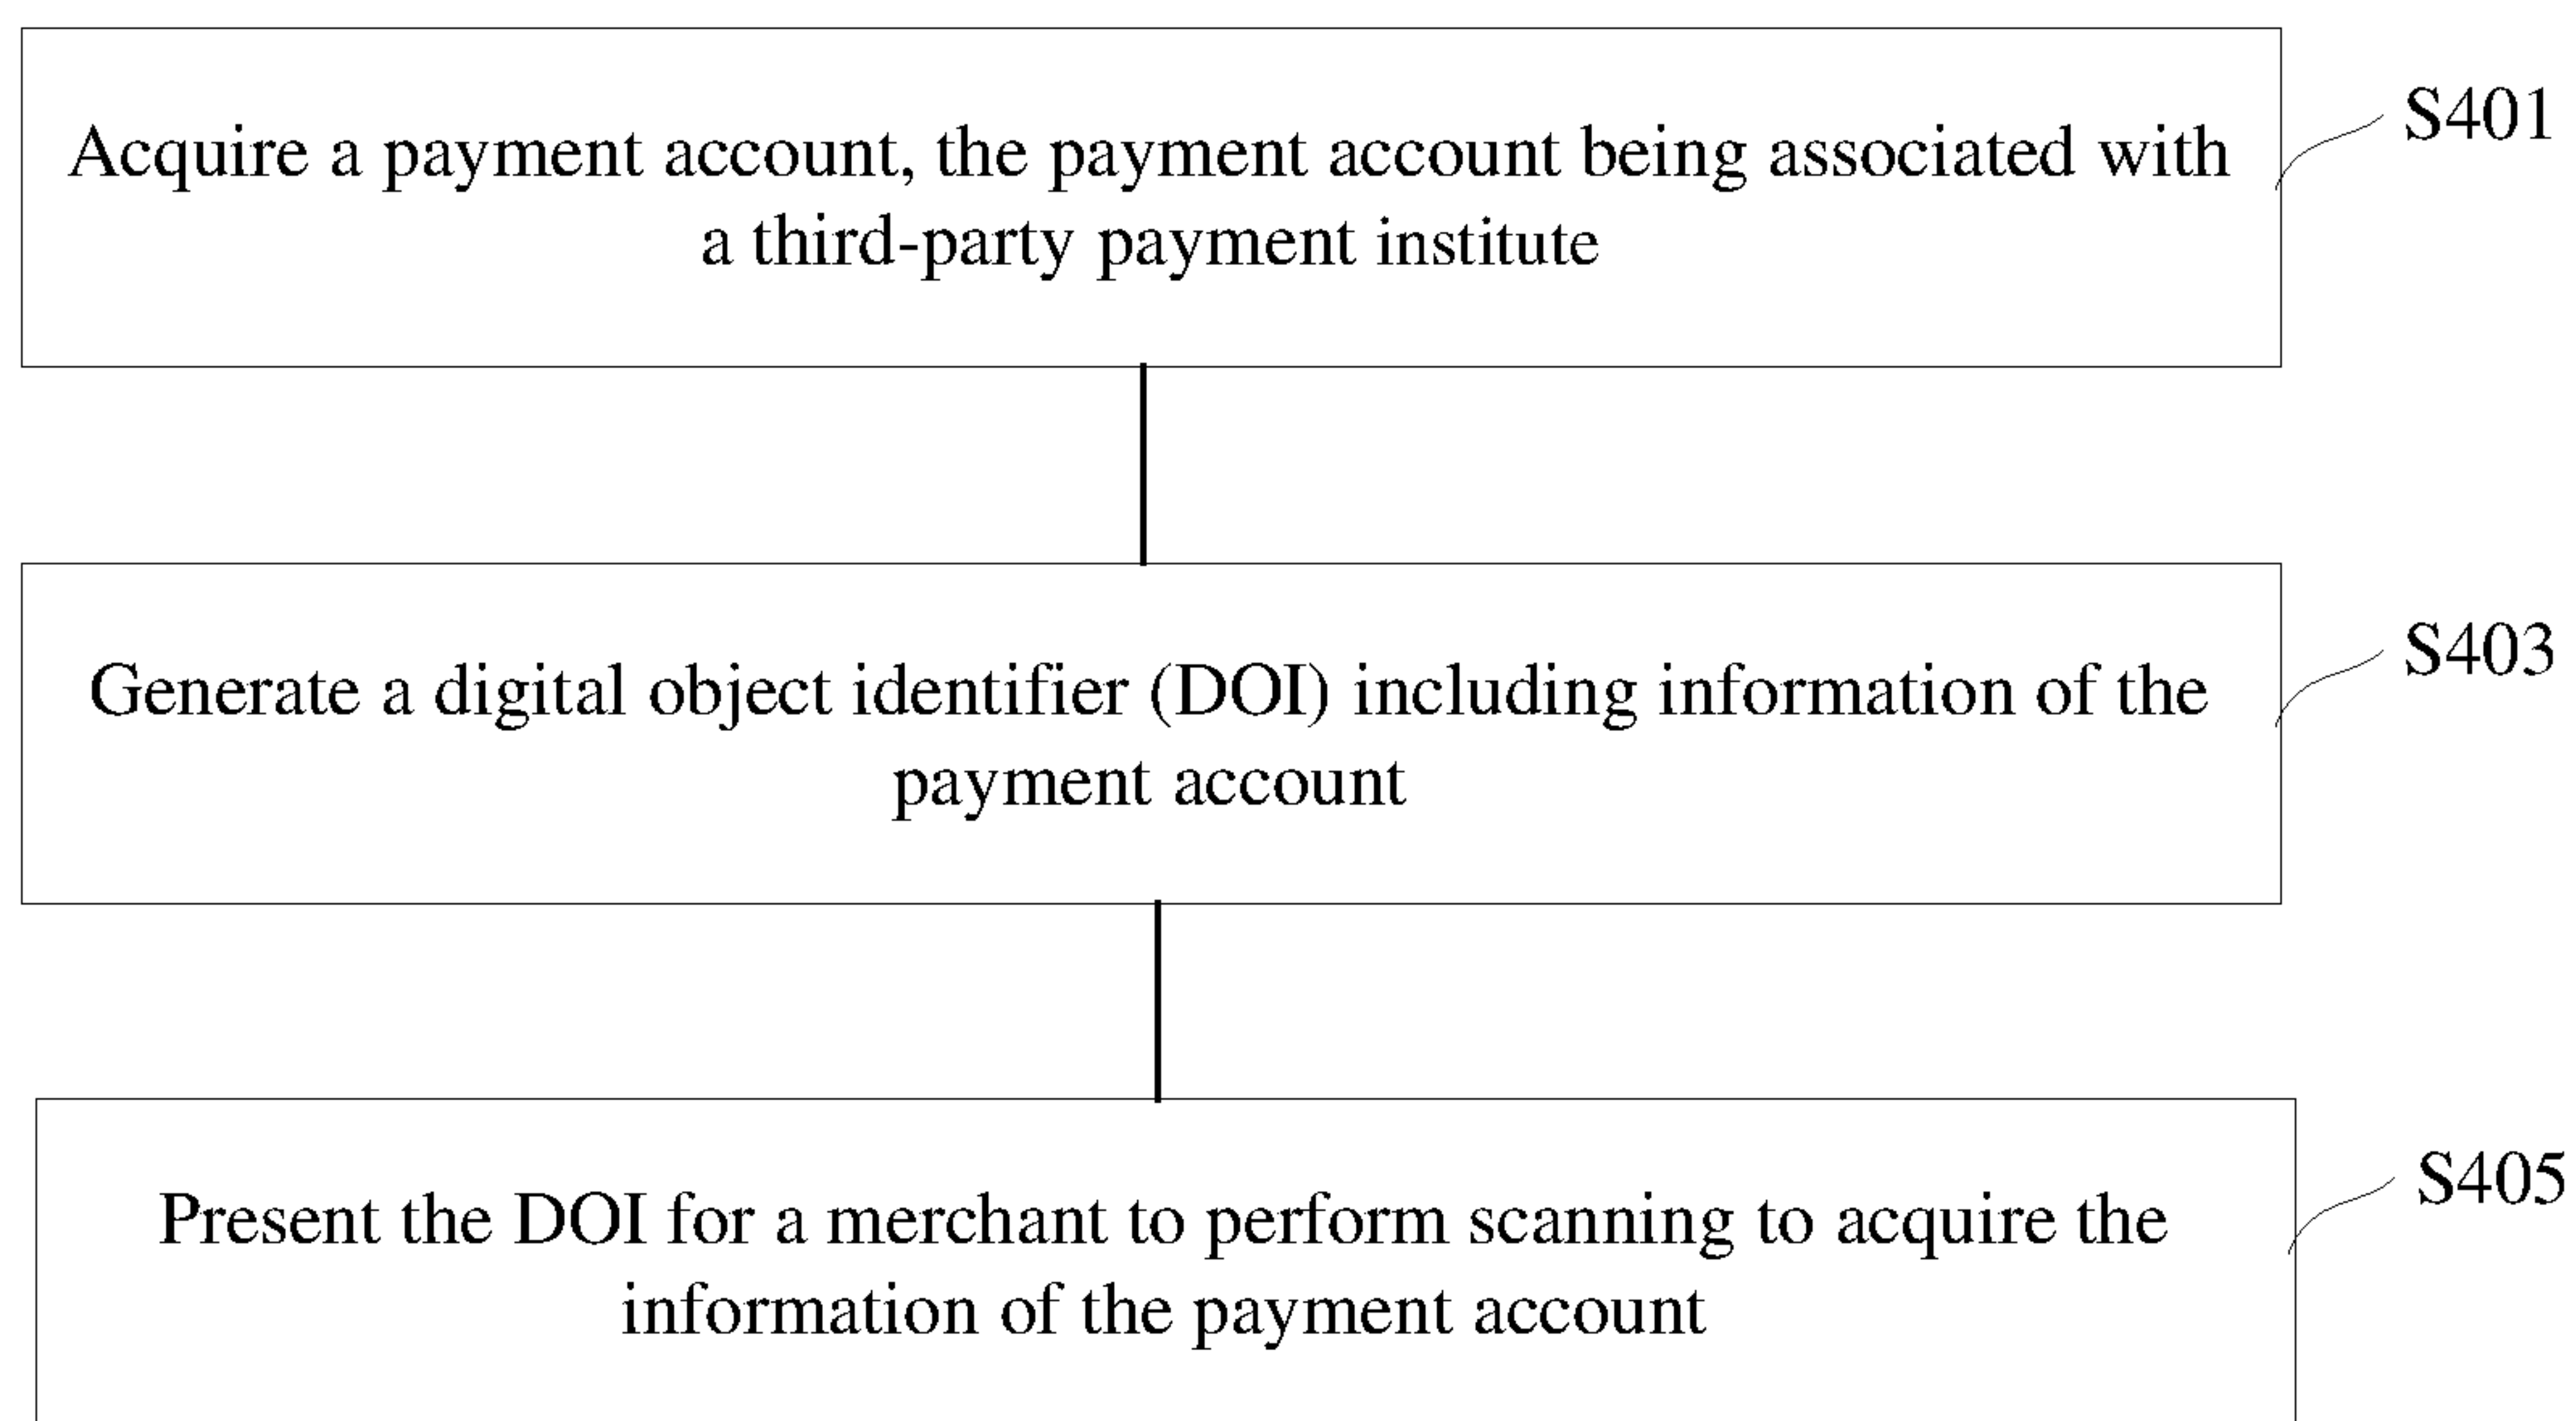 Acquire a payment account, the payment account being associated with
a third-party payment institute
S401
Generate a digital object identifier (DOI) including information of the
payment account
S403
Present the DOI for a merchant to perform scanning to acquire the
information of the payment account
S405